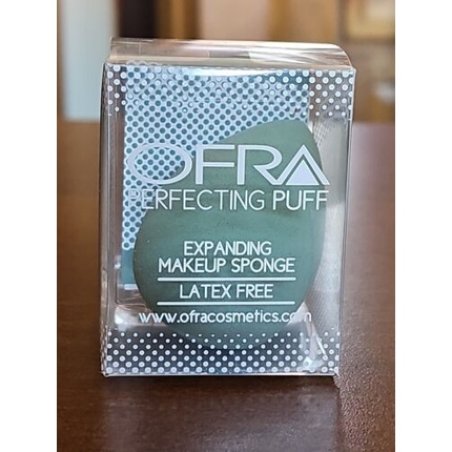 OFRA
PERFECTING PUFF
EXPANDING
MAKEUP SPONGE
LATEX FREE
www.ofracosmetics.com